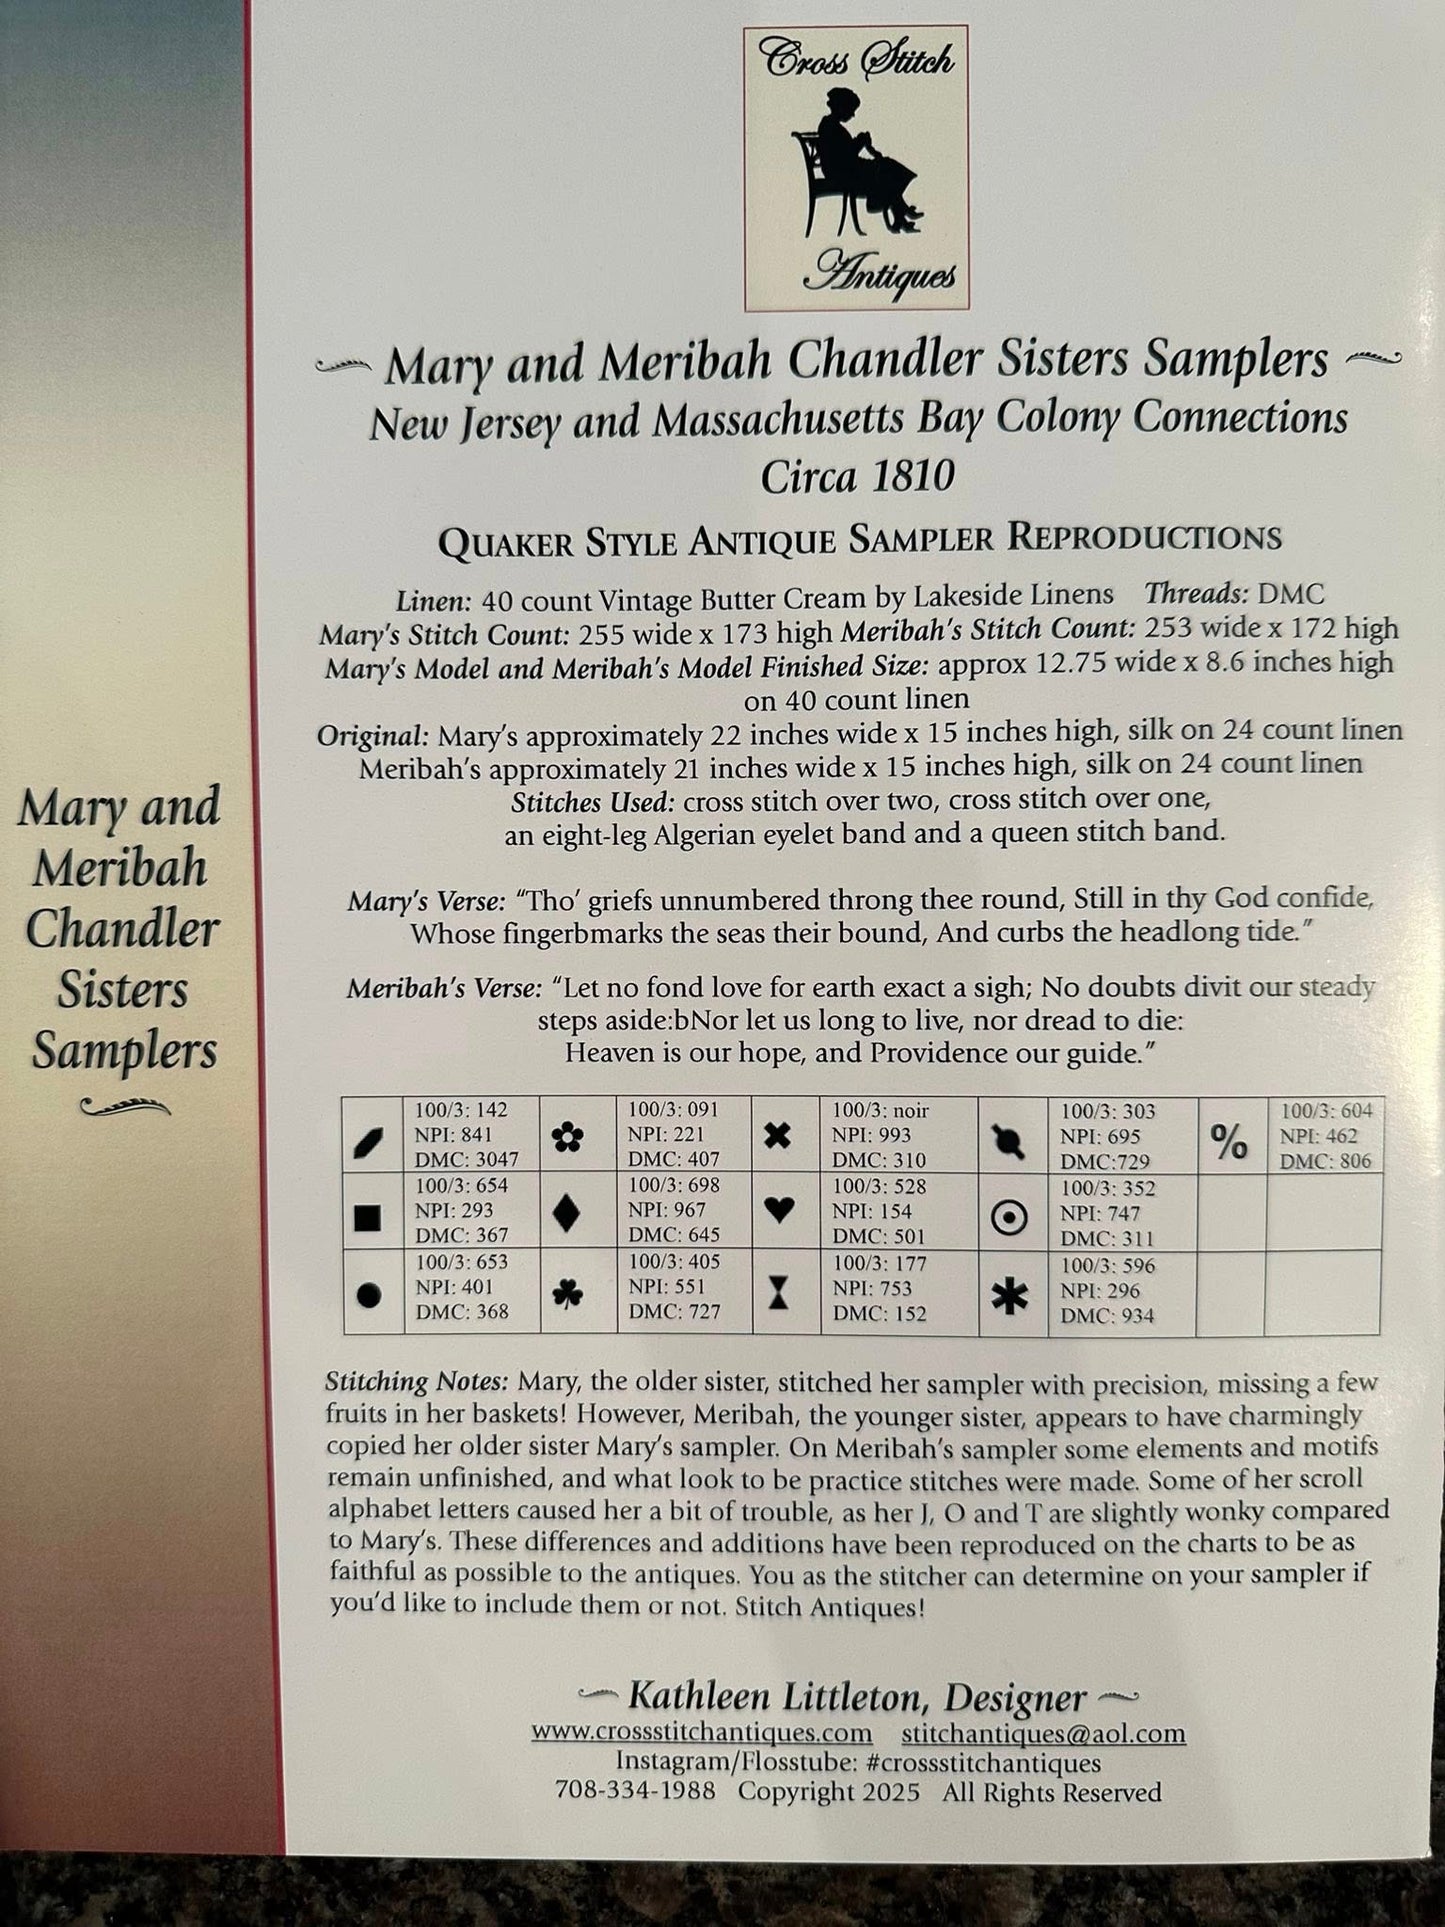 Cross Stitch
Antiques
Mary and Meribah Chandler Sisters Samplers
New Jersey and Massachusetts Bay Colony Connections
Circa 1810
QUAKER STYLE ANTIQUE SAMPLER REPRODUCTIONS
Linen: 40 count Vintage Butter Cream by Lakeside Linens Threads: DMC
Mary's Stitch Count: 255 wide x 173 high Meribah's Stitch Count: 253 wide x 172 high
Mary's Model and Meribah's Model Finished Size: approx 12.75 wide x 8.6 inches high
on 40 count linen
Original: Mary's approximately 22 inches wide x 15 inches high, silk on 24 count linen
Meribah's approximately 21 inches wide x 15 inches high, silk on 24 count linen
Stitches Used: cross stitch over two, cross stitch over one,
an eight-leg Algerian eyelet band and a queen stitch band.
Mary's Verse: "Tho' griefs unnumbered throng thee round, Still in thy God confide,
Whose fingerbmarks the seas their bound, And curbs the headlong tide."
Meribah's Verse: "Let no fond love for earth exact a sigh; No doubts divit our steady
steps aside:bNor let us long to live, nor dread to die:
Heaven is our hope, and Providence our guide."
100/3: 142
NPI: 841
DMC: 3047
100/3: 091
NPI: 221
DMC: 407
100/3: noir
NPI: 993
DMC: 310
100/3: 303
NPI: 695
DMC:729
%
100/3: 604
NPI: 462
DMC: 806
100/3: 654
NPI: 293
DMC: 367
100/3: 698
NPI: 967
DMC: 645
100/3: 528
NPI: 154
DMC: 501
100/3: 352
NPI: 747
DMC: 311
100/3: 653
NPI: 401
DMC: 368
100/3: 405
NPI: 551
DMC: 727
100/3: 177
NPI: 753
DMC: 152
100/3: 596
NPI: 296
DMC: 934
Stitching Notes: Mary, the older sister, stitched her sampler with precision, missing a few
fruits in her baskets! However, Meribah, the younger sister, appears to have charmingly
copied her older sister Mary's sampler. On Meribah's sampler some elements and motifs
remain unfinished, and what look to be practice stitches were made. Some of her scroll
alphabet letters caused her a bit of trouble, as her J, O and T are slightly wonky compared
to Mary's. These differences and additions have been reproduced on the charts to be as
faithful as possible to the antiques. You as the stitcher can determine on your sampler if
you'd like to include them or not. Stitch Antiques!
Kathleen Littleton, Designer
www.crossstitchantiques.com stitchantiques@aol.com
Instagram/Flosstube: #crossstitchantiques
708-334-1988 Copyright 2025 All Rights Reserved
Mary and
Meribah
Chandler
Sisters
Samplers